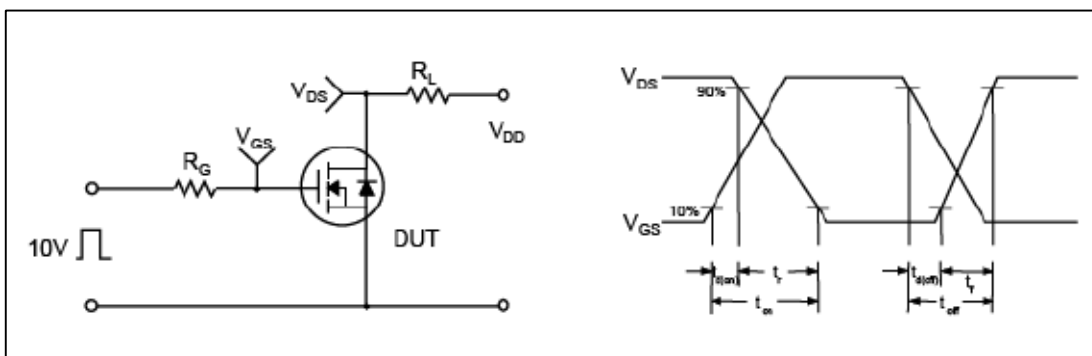 VDS
RL
VDD
VGS
RG
10V
DUT
VDS
90%
10%
VGS
td(on)
tr
ton
td(off)
tf
toff